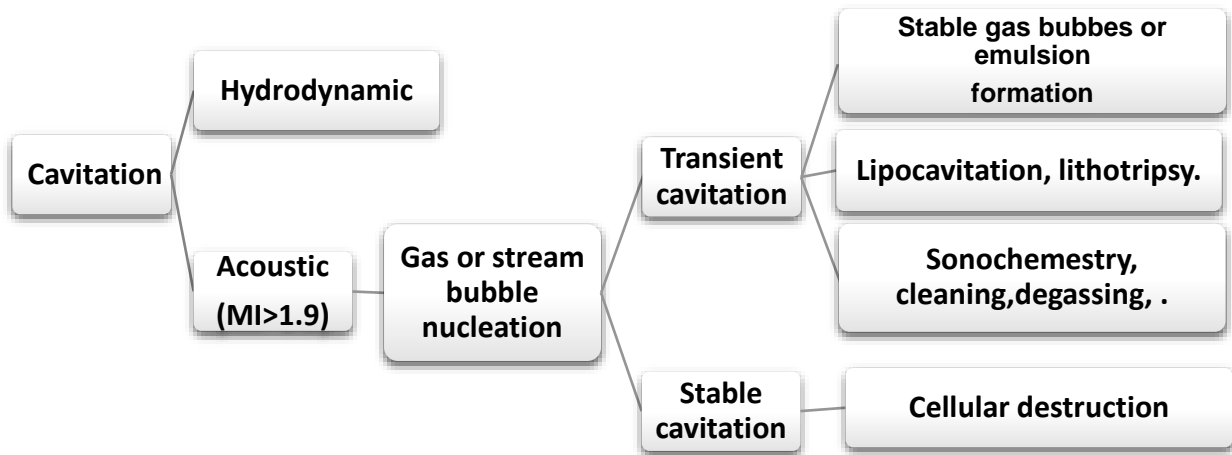 Cavitation
Hydrodynamic
Acoustic
(MI>1.9)
Gas or stream
bubble
nucleation
Transient
cavitation
Stable gas bubbes or
emulsion
formation
Lipocavitation, lithotripsy.
Sonochemestry,
cleaning,degassing, .
Stable
cavitation
Cellular destruction